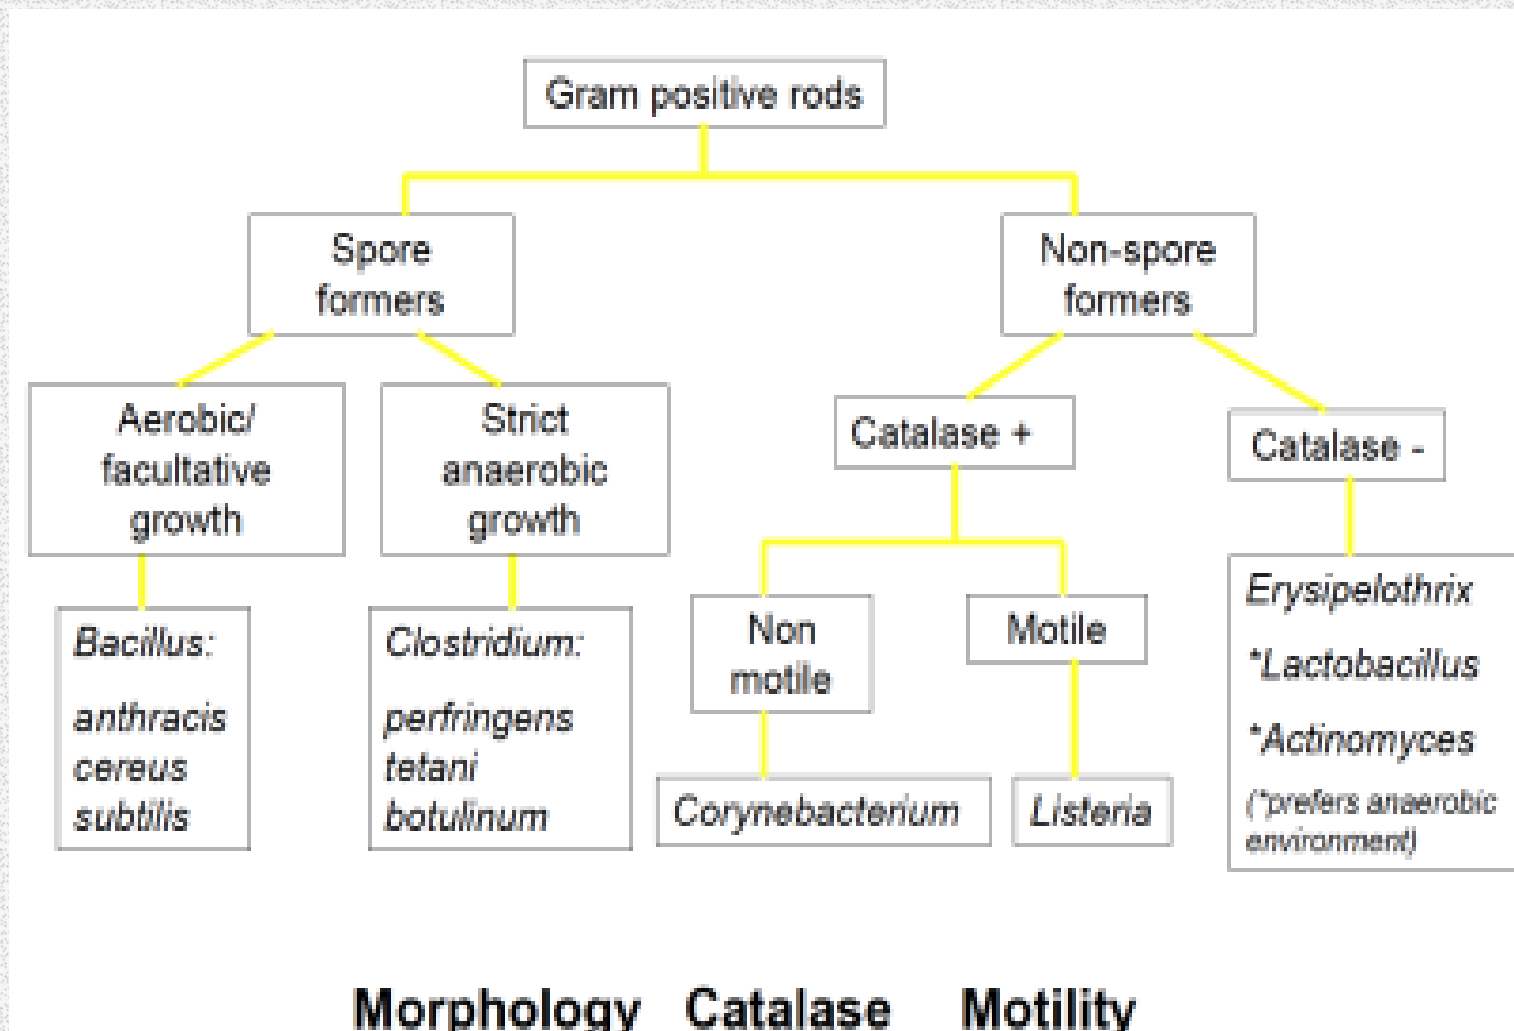 Gram positive rods
Spore
formers
Non-spore
formers
Aerobic/
facultative
growth
Strict
anaerobic
growth
Catalase +
Catalase -
Non
motile
Motile
Bacillus:
anthracis
cereus
subtilis
Clostridium:
perfringens
tetani
botulinum
Corynebacterium
Listeria
Erysipelothrix
*Lactobacillus
*Actinomyces
(*prefers anaerobic
environment)
Morphology Catalase Motility